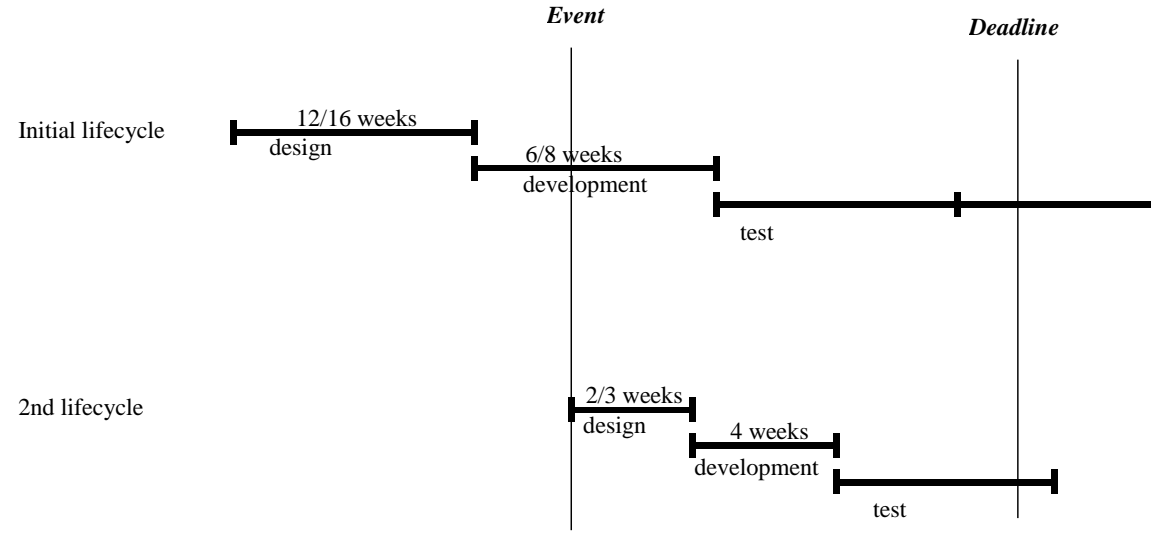 Event
Deadline
Initial lifecycle
12/16 weeks
design
6/8 weeks
development
test
2nd lifecycle
2/3 weeks
design
4 weeks
development
test